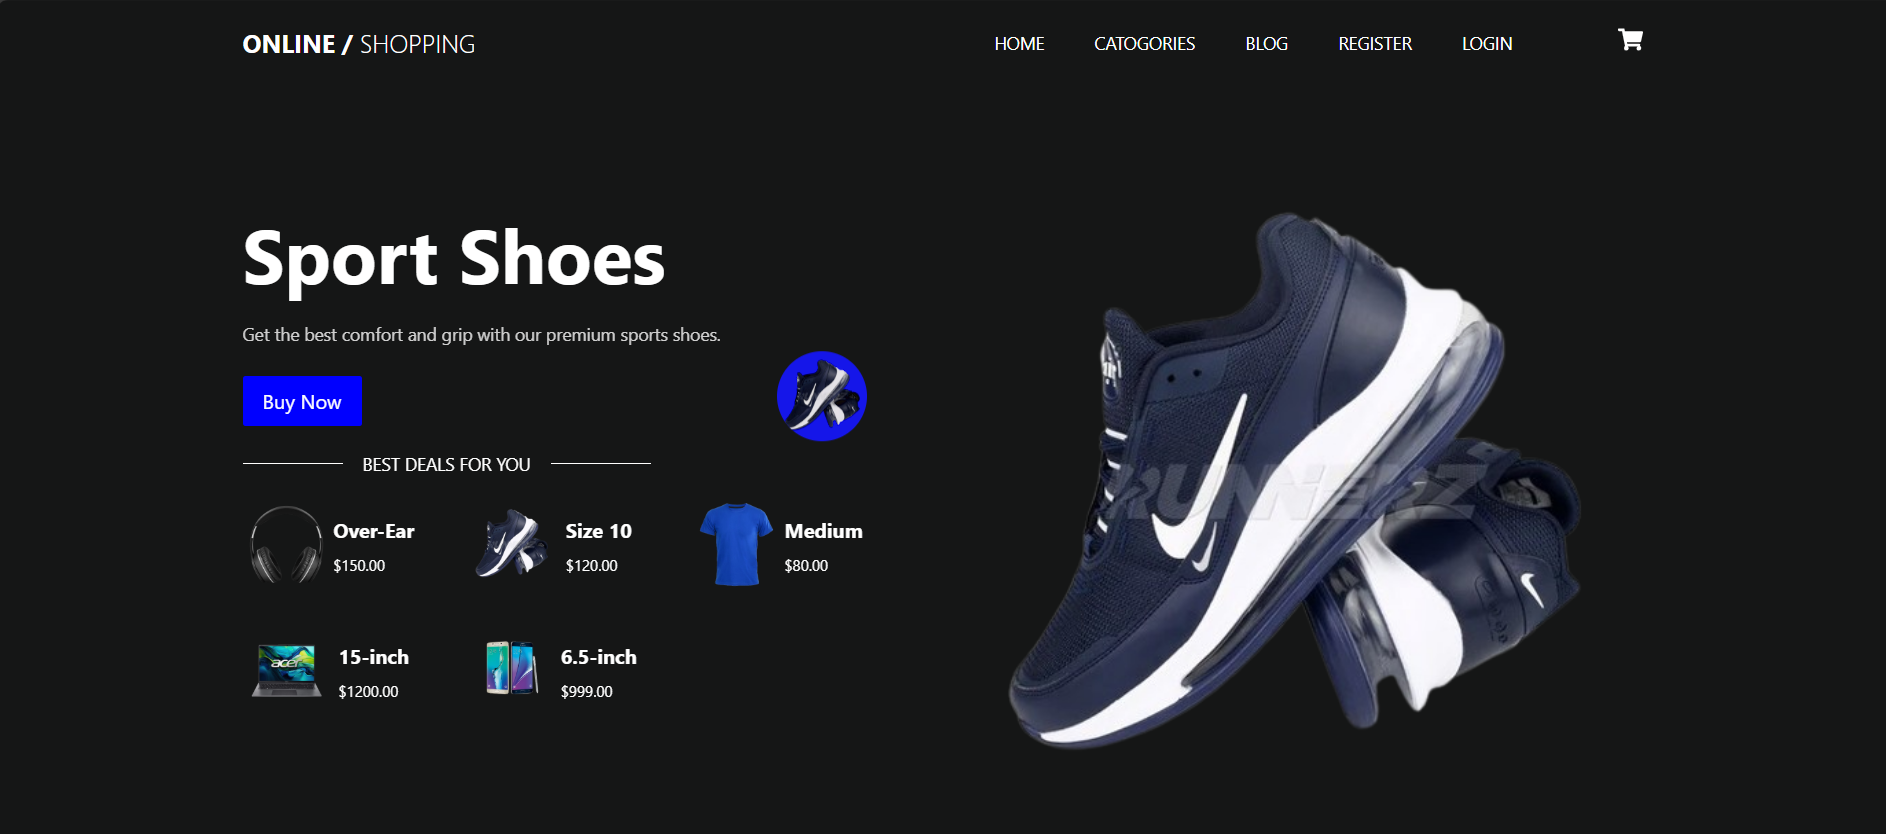 ONLINE / SHOPPING
HOME CATOGORIES BLOG REGISTER LOGIN
Sport Shoes
Get the best comfort and grip with our premium sports shoes.
Buy Now
BEST DEALS FOR YOU
Over-Ear
$150.00
Size 10
$120.00
Medium
$80.00
acer
15-inch
$1200.00
6.5-inch
$999.00
RUNNERZ